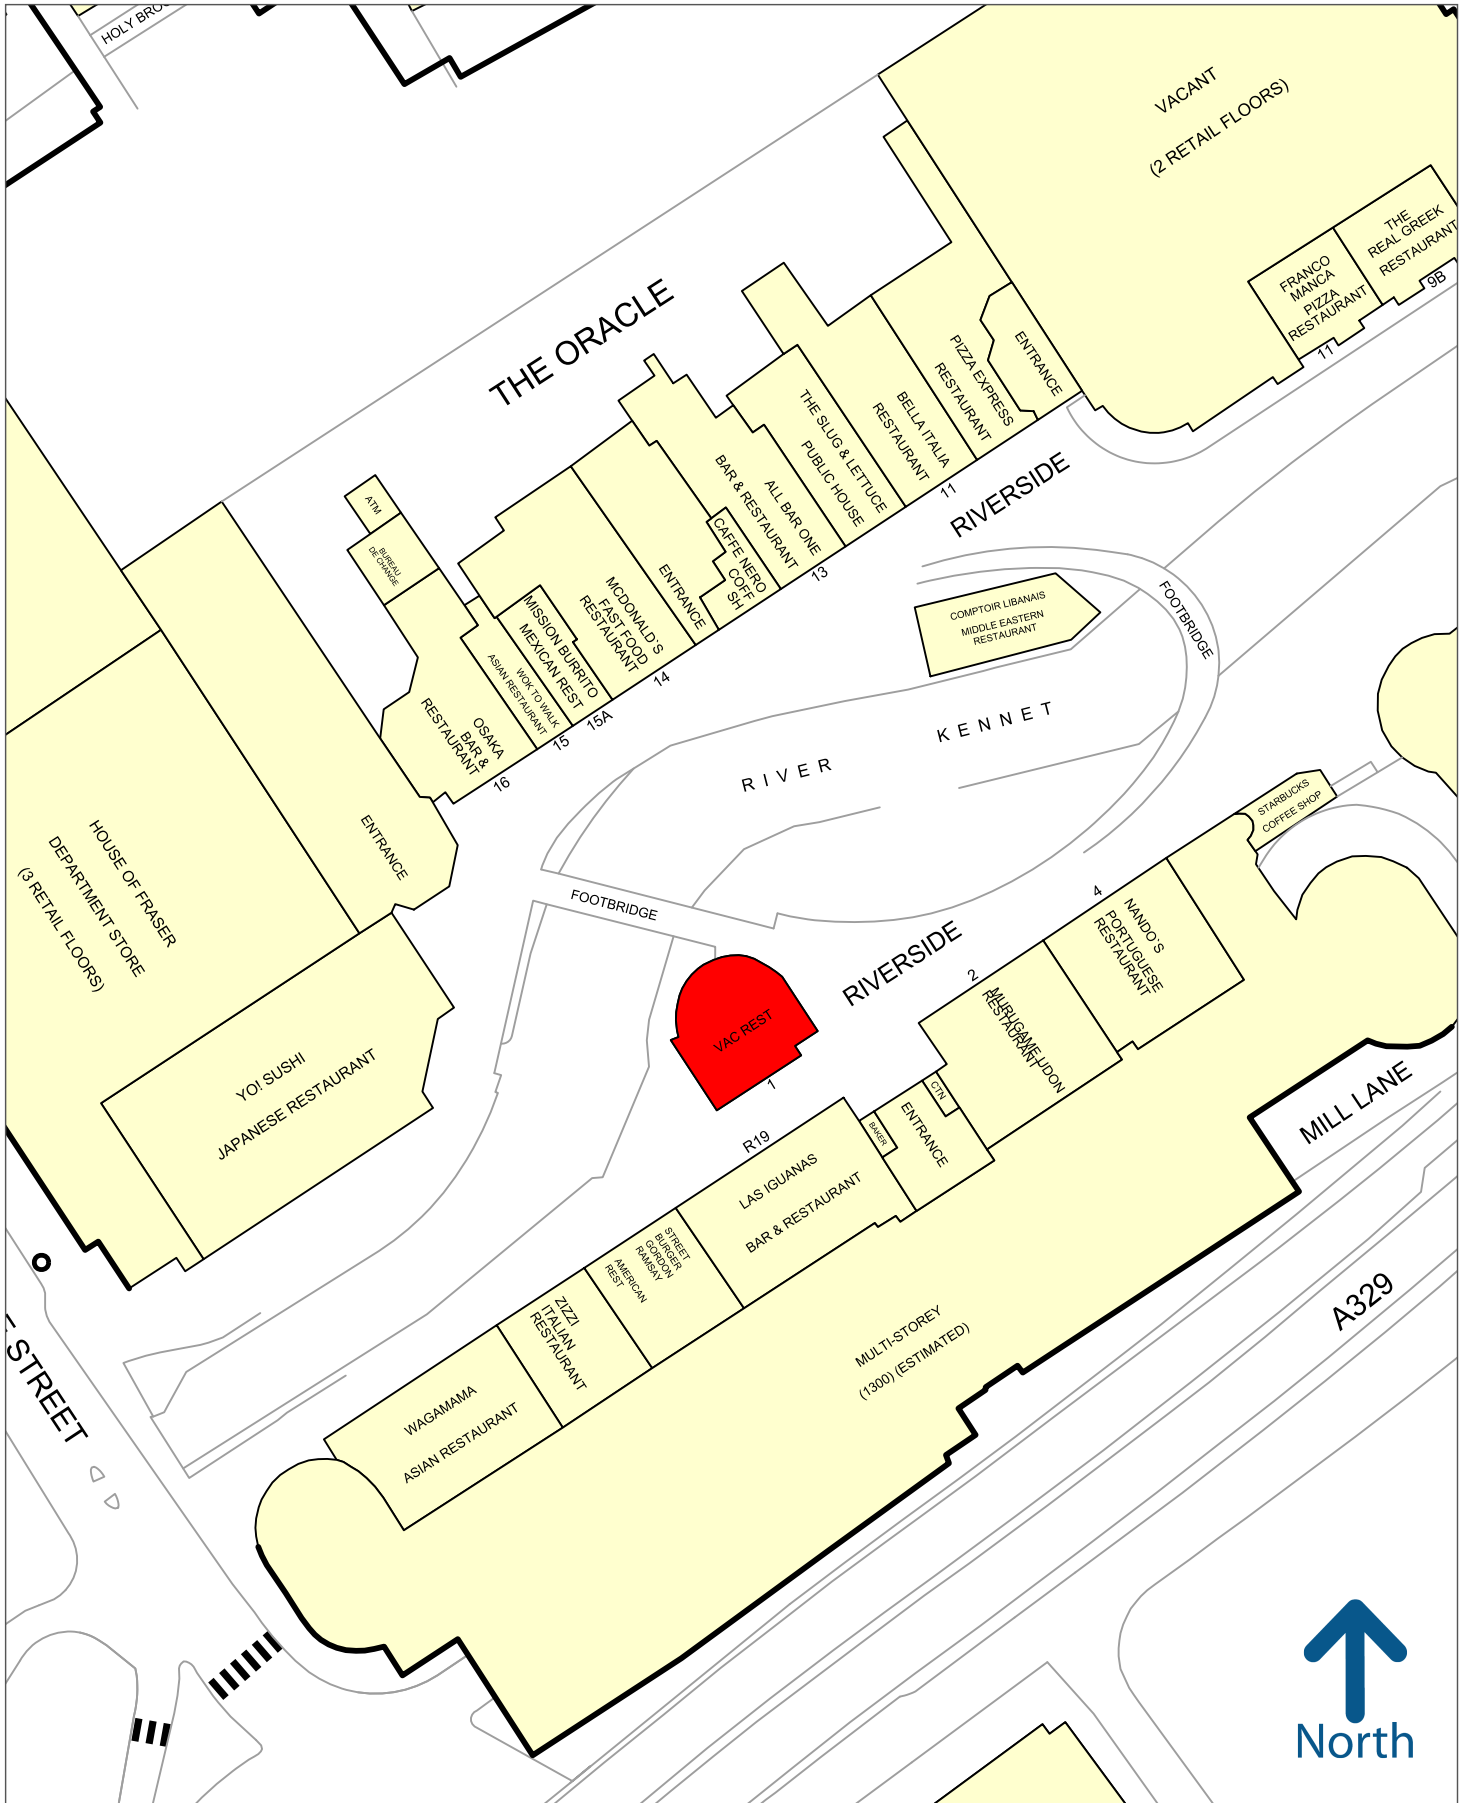 HOLY BRO
VACANT
(2 RETAIL FLOORS)
THE
REAL GREEK
RESTAURANT
9B
FRANCO
MANCA
PIZZA
RESTAURANT
11
THE ORACLE
ENTRANCE
PIZZA EXPRESS
RESTAURANT
BELLA ITALIA
RESTAURANT
11
THE SLUG & LETTUCE
PUBLIC HOUSE
ALL BAR ONE
BAR & RESTAURANT
13
CAFFE NERO
COFF
SH
ENTRANCE
MCDONALD`S
FAST FOOD
RESTAURANT
14
MISSION BURRITO
MEXICAN REST
15A
WOK TO WALK
ASIAN RESTAURANT
15
OSAKA
BAR &
RESTAURANT
16
ATM
BUREAU
DE CHANGE
RIVERSIDE
COMPTOIR LIBANAIS
MIDDLE EASTERN
RESTAURANT
FOOTBRIDGE
RIVER KENNET
ENTRANCE
HOUSE OF FRASER
DEPARTMENT STORE
(3 RETAIL FLOORS)
FOOTBRIDGE
STARBUCKS
COFFEE SHOP
RIVERSIDE
4
NANDO`S
PORTUGUESE
RESTAURANT
2
MURUGAME UDON
RESTAURANT
VAC REST
1
YO! SUSHI
JAPANESE RESTAURANT
CTN
ENTRANCE
BAKER
R19
LAS IGUANAS
BAR & RESTAURANT
STREET
BURGER
GORDON
RAMSAY
AMERICAN
REST
ZIZZI
ITALIAN
RESTAURANT
WAGAMAMA
ASIAN RESTAURANT
MULTI-STOREY
(1300) (ESTIMATED)
MILL LANE
A329
STREET
North